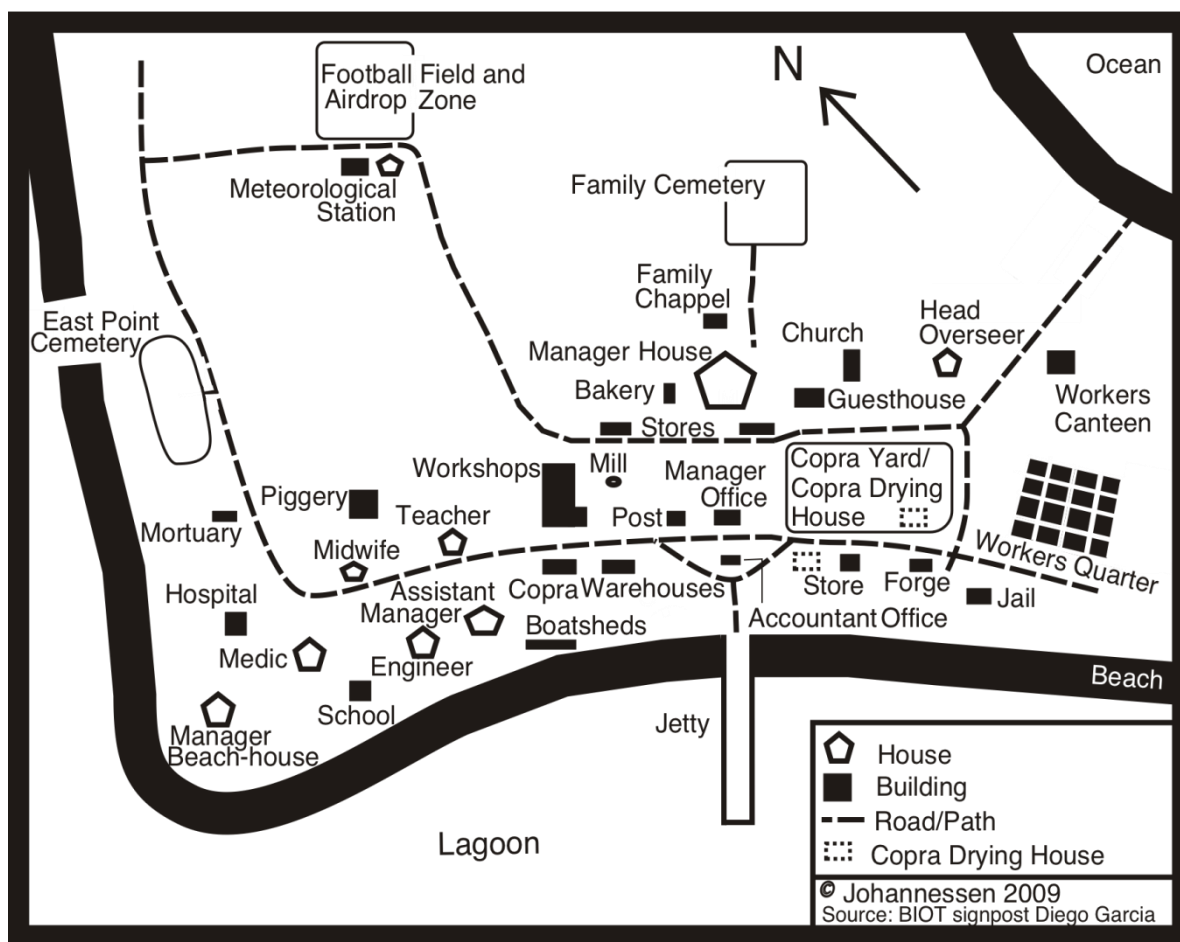 Football Field and
Airdrop Zone
N
Ocean
Meteorological
Station
Family Cemetery
Family
Chappel
Head
Overseer
East Point
Cemetery
Church
Manager House
Bakery
Guesthouse
Workers
Canteen
Stores
Workshops
Mill
Manager
Office
Copra Yard/
Copra Drying
House
Piggery
Teacher
Post
Mortuary
Midwife
Workers Quarter
Hospital
Assistant
Manager
Copra Warehouses
Store
Forge
Jail
Accountant Office
Boatsheds
Medic
Engineer
School
Beach
Manager
Beach-house
Jetty
Lagoon
House
Building
Road/Path
Copra Drying House
© Johannessen 2009
Source: BIOT signpost Diego Garcia